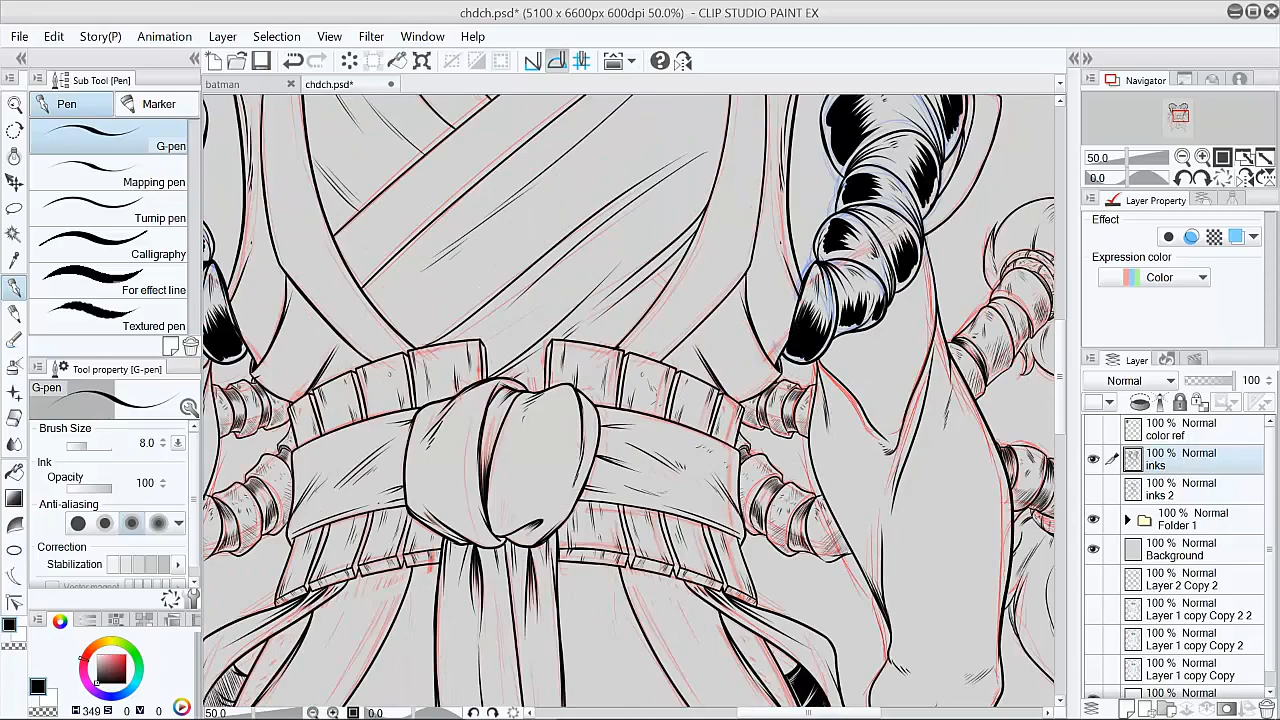 chdch.psd* (5100 x 6600px 600dpi 50.0%) - CLIP STUDIO PAINT EX
File Edit Story(P) Animation Layer Selection View Filter Window Help
Sub Tool [Pen]
Navigator
batman
chdch.psd*
Pen
Marker
G-pen
Mapping pen
Turnip pen
Calligraphy
For effect line
Textured pen
50.0
0.0
Layer Property
Effect
Expression color
Color
Tool property [G-pen]
G-pen
Brush Size
8.0
Ink
Opacity
100
Anti-aliasing
Correction
Stabilization
Vector magnet
Layer
Normal
100
100 % Normal
color ref
100 % Normal
inks
100 % Normal
inks 2
100 % Normal
Folder 1
100 % Normal
Background
100 % Normal
Layer 2 Copy 2
100 % Normal
Layer 1 copy Copy 2 2
100 % Normal
Layer 1 copy Copy 2
100 % Normal
Layer 1 copy Copy
100 % Normal
H 349 S 0 V 0
50.0
0.0